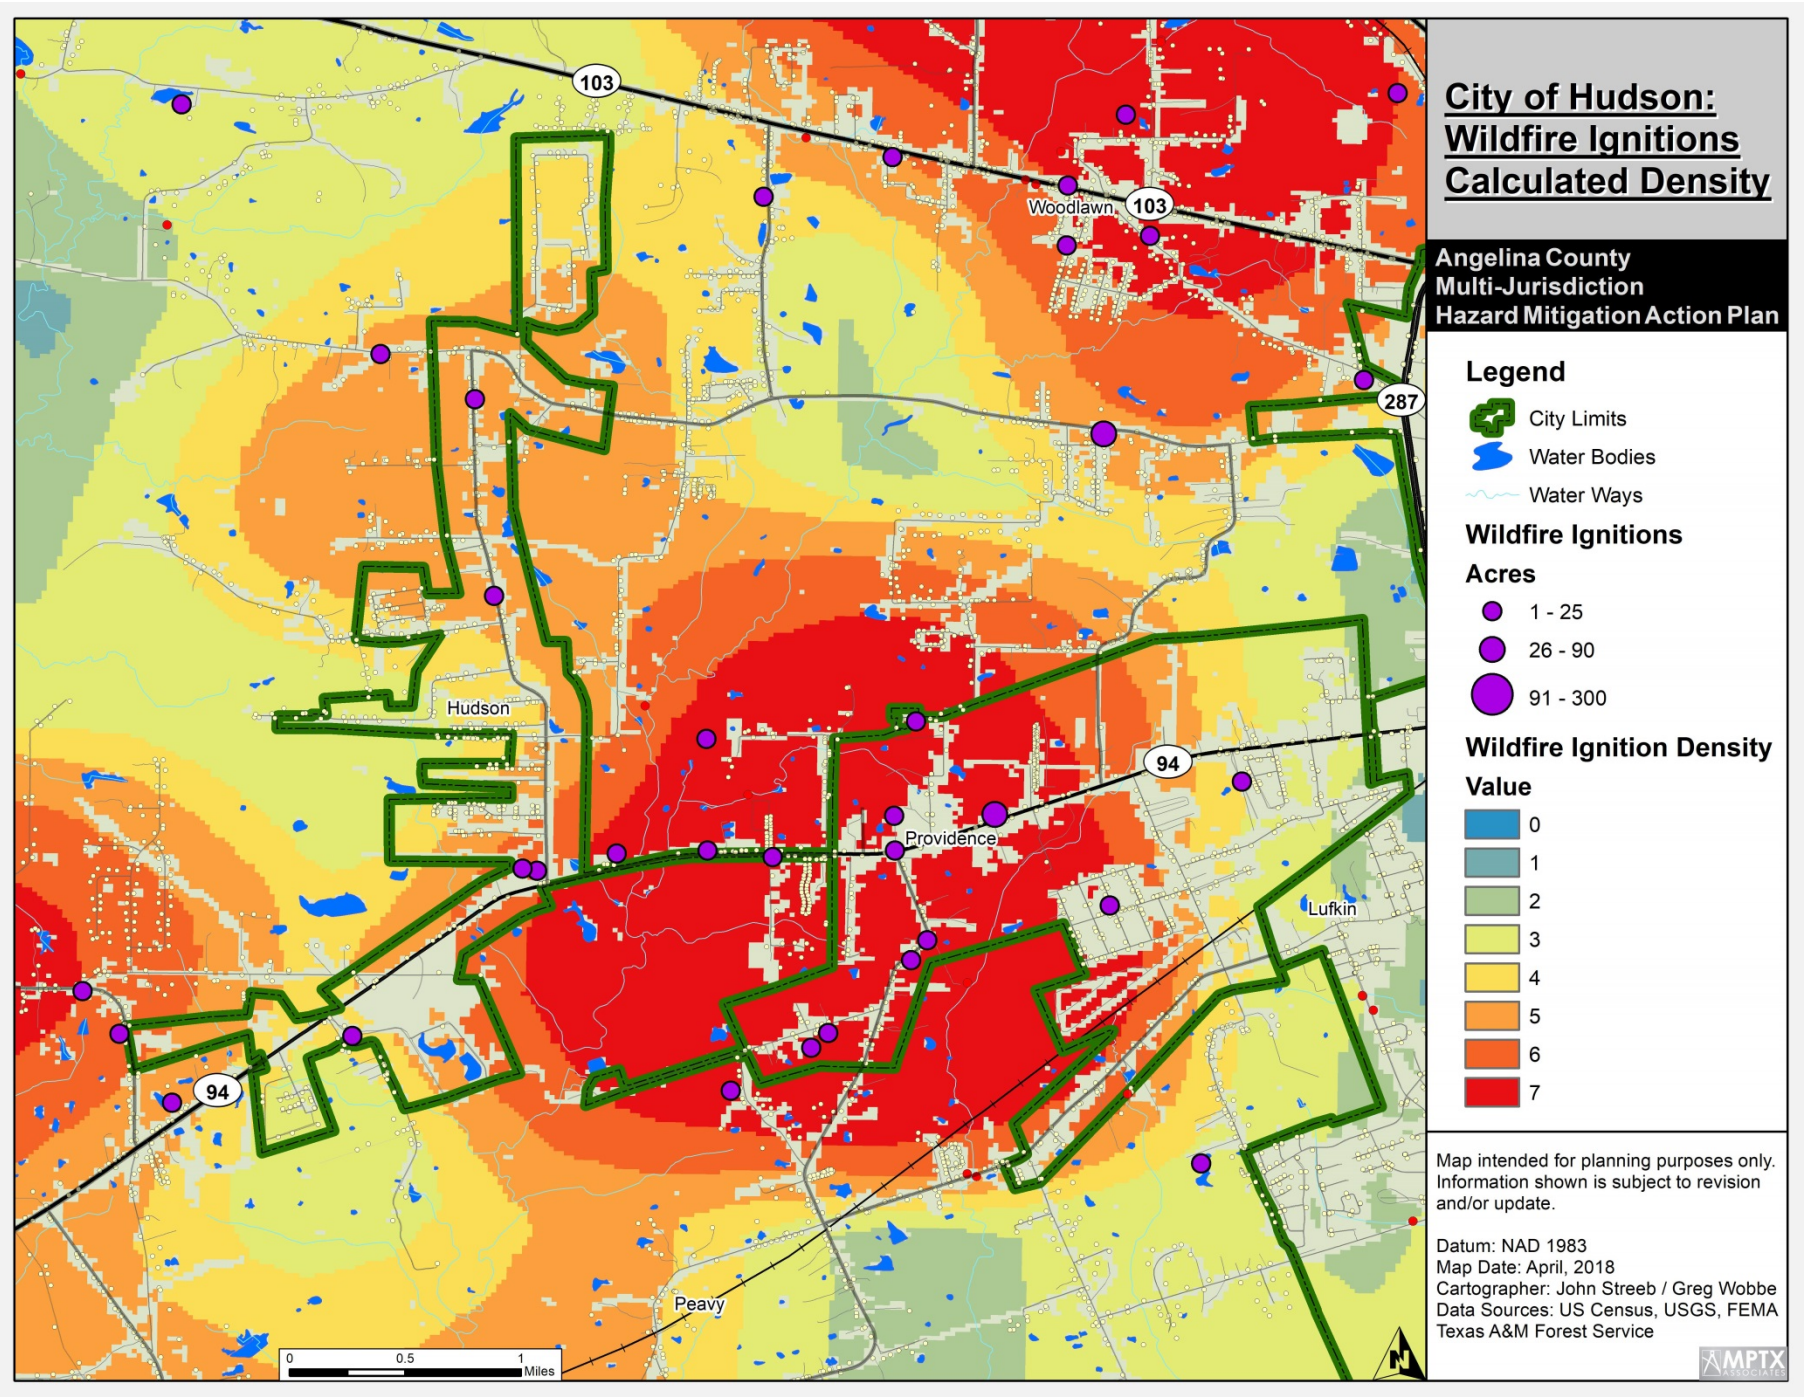 City of Hudson:
Wildfire Ignitions
Calculated Density
Angelina County
Multi-Jurisdiction
Hazard Mitigation Action Plan
Legend
City Limits
Water Bodies
Water Ways
Wildfire Ignitions
Acres
1 - 25
26 - 90
91 - 300
Wildfire Ignition Density
Value
0
1
2
3
4
5
6
7
Map intended for planning purposes only.
Information shown is subject to revision
and/or update.
Datum: NAD 1983
Map Date: April, 2018
Cartographer: John Streeb / Greg Wobbe
Data Sources: US Census, USGS, FEMA
Texas A&M Forest Service
MPTX
ASSOCIATES
103
Woodlawn
103
287
Hudson
94
Providence
Lufkin
94
Peavy
0 0.5 1
Miles
N